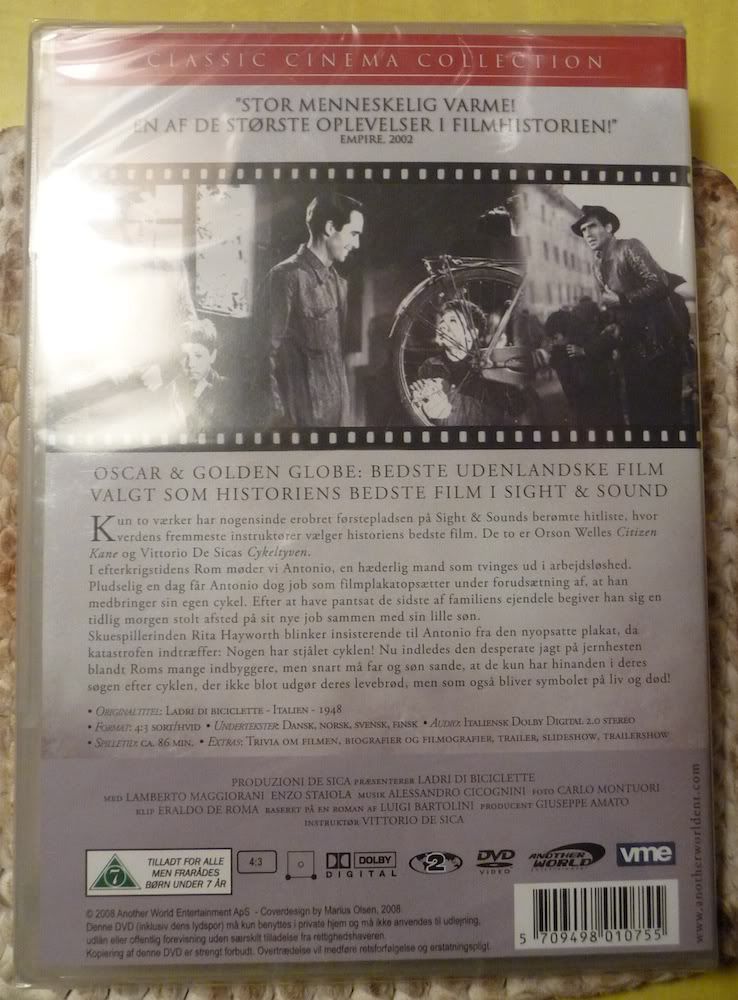 CLASSIC CINEMA COLLECTION
"STOR MENNESKELIG VARME!
EN AF DE STØRSTE OPLEVELSER I FILMHISTORIEN!"
EMPIRE, 2002
OSCAR & GOLDEN GLOBE: BEDSTE UDENLANDSKE FILM
VALGT SOM HISTORIENS BEDSTE FILM I SIGHT & SOUND
Kun to værker har nogensinde erobret førstepladsen på Sight & Sounds berømte hitliste, hvor
verdens fremmeste instruktører vælger historiens bedste film. De to er Orson Welles Citizen
Kane og Vittorio De Sicas Cykeltyven.
I efterkrigstidens Rom møder vi Antonio, en hæderlig mand som tvinges ud i arbejdsløshed.
Pludselig en dag får Antonio dog job som filmplakatopsætter under forudsætning af, at han
medbringer sin egen cykel. Efter at have pantsat de sidste af familiens ejendele begiver han sig en
tidlig morgen stolt afsted på sit nye job sammen med sin lille søn.
Skuespillerinden Rita Hayworth blinker insisterende til Antonio fra den nyopsatte plakat, da
katastrofen indtræffer: Nogen har stjålet cyklen! Nu indledes den desperate jagt på jernhesten
blandt Roms mange indbyggere, men snart må far og søn sande, at de kun har hinanden i deres
søgen efter cyklen, der ikke blot udgør deres levebrød, men som også bliver symbolet på liv og død!
• ORIGINALTITEL: LADRI DI BICICLETTE - ITALIEN - 1948
• FORMAT: 4:3 SORT/HVID • UNDERTEKSTER: DANSK, NORSK, SVENSK, FINSK • AUDIO: ITALIENSK DOLBY DIGITAL 2.0 STEREO
• SPILLETID: CA. 86 MIN. • EXTRAS: TRIVIA OM FILMEN, BIOGRAFIER OG FILMOGRAFIER, TRAILER, SLIDESHOW, TRAILERSHOW
PRODUZIONI DE SICA PRÆSENTERER LADRI DI BICICLETTE
MED LAMBERTO MAGGIORANI ENZO STAIOLA MUSIK ALESSANDRO CICOGNINI FOTO CARLO MONTUORI
KLIP ERALDO DE ROMA BASERET PÅ EN ROMAN AF LUIGI BARTOLINI PRODUCENT GIUSEPPE AMATO
INSTRUKTØR VITTORIO DE SICA
www.anotherworldent.com
7
TILLADT FOR ALLE
MEN FRARÅDES
BØRN UNDER 7 ÅR
4:3
DOLBY
DIGITAL
2
DVD
VIDEO
ANOTHER
WORLD
ENTERTAINMENT
vme
© 2008 Another World Entertainment ApS - Coverdesign by Marius Olsen, 2008.
Denne DVD (inklusiv dens lydspor) må kun benyttes i private hjem og må ikke anvendes til udlejning,
udlån eller offentlig forevisning uden særskilt tilladelse fra rettighedshaveren.
Kopiering af denne DVD er strengt forbudt. Overtrædelse vil medføre retsforfølgelse og erstatningspligt.
5 709498 010755